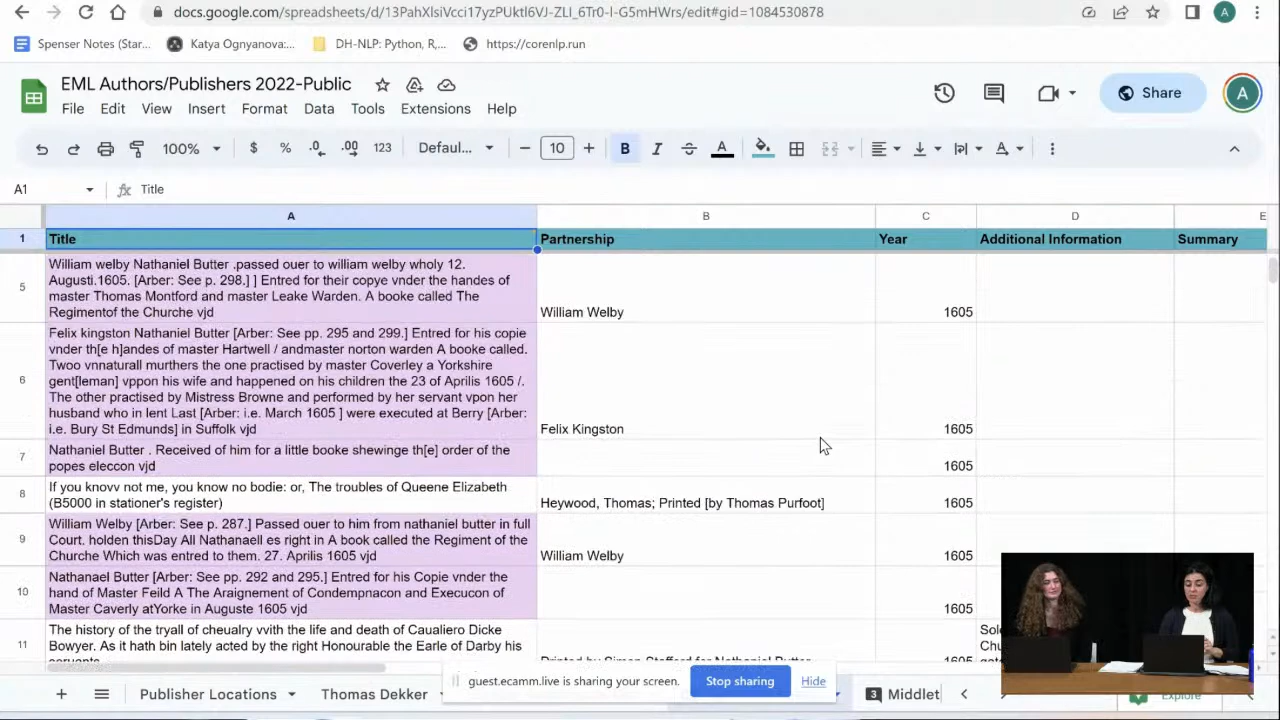 docs.google.com/spreadsheets/d/13PahXlsiVcci17yzPUktl6VJ-ZLI_6Tr0-I-G5mHWrs/edit#gid=1084530878
A
Spenser Notes (Star...
Katya Ognyanova:...
DH-NLP: Python, R,...
https://corenlp.run
EML Authors/Publishers 2022-Public
Share
A
File Edit View Insert Format Data Tools Extensions Help
100% $ % .0 .00 123 Defaul... 10 B I S A A
A1 fx Title
A B C D E
1 Title Partnership Year Additional Information Summary
William welby Nathaniel Butter .passed ouer to william welby wholy 12.
Augusti.1605. [Arber: See p. 298.] ] Entred for their copye vnder the handes of
master Thomas Montford and master Leake Warden. A booke called The
Regimentof the Churche vjd
5 William Welby 1605
Felix kingston Nathaniel Butter [Arber: See pp. 295 and 299.] Entred for his copie
vnder th[e h]andes of master Hartwell / andmaster norton warden A booke called.
Twoo vnnaturall murthers the one practised by master Coverley a Yorkshire
gent[leman] vppon his wife and happened on his children the 23 of Aprilis 1605 /.
The other practised by Mistress Browne and performed by her servant vpon her
husband who in lent Last [Arber: i.e. March 1605 ] were executed at Berry [Arber:
i.e. Bury St Edmunds] in Suffolk vjd
6 Felix Kingston 1605
Nathaniel Butter . Received of him for a little booke shewinge th[e] order of the
popes eleccon vjd
7 1605
If you knovv not me, you know no bodie: or, The troubles of Queene Elizabeth
(B5000 in stationer's register)
8 Heywood, Thomas; Printed [by Thomas Purfoot] 1605
William Welby [Arber: See p. 287.] Passed ouer to him from nathaniel butter in full
Court. holden thisDay All Nathanaell es right in A book called the Regiment of the
Churche Which was entred to them. 27. Aprilis 1605 vjd
9 William Welby 1605
Nathanael Butter [Arber: See pp. 292 and 295.] Entred for his Copie vnder the
hand of Master Feild A The Araignement of Condempnacon and Execucon of
Master Caverly atYorke in Auguste 1605 vjd
10 1605
The history of the tryall of cheualry vvith the life and death of Caualiero Dicke
Bowyer. As it hath bin lately acted by the right Honourable the Earle of Darby his
seruants
11 Printed by Simon Stafford for Nathaniel Butter 1605
Publisher Locations
Thomas Dekker
guest.ecamm.live is sharing your screen.
Stop sharing
Hide
3 Middlet
Explore